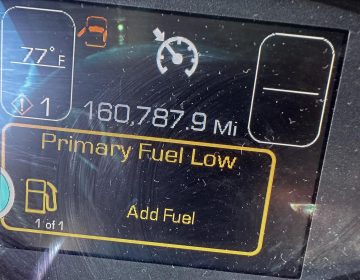 77°F
1
160,787.9 Mi
Primary Fuel Low
Add Fuel
1 of 1